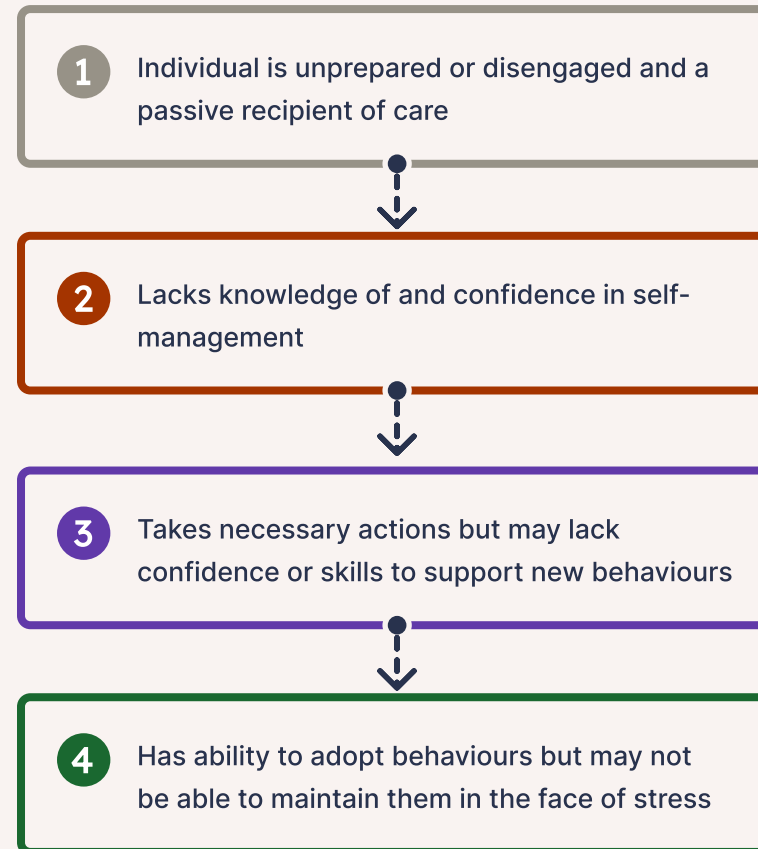 1
Individual is unprepared or disengaged and a
passive recipient of care
2
Lacks knowledge of and confidence in self-
management
3
Takes necessary actions but may lack
confidence or skills to support new behaviours
4
Has ability to adopt behaviours but may not
be able to maintain them in the face of stress